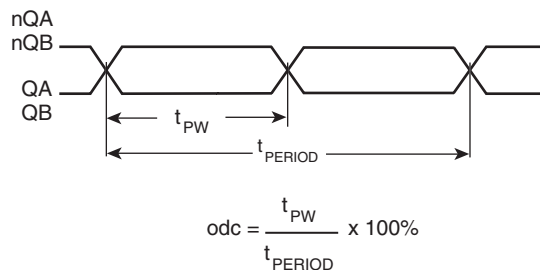 nQA
nQB
QA
QB
tPW
tPERIOD
odc = tPW / tPERIOD x 100%